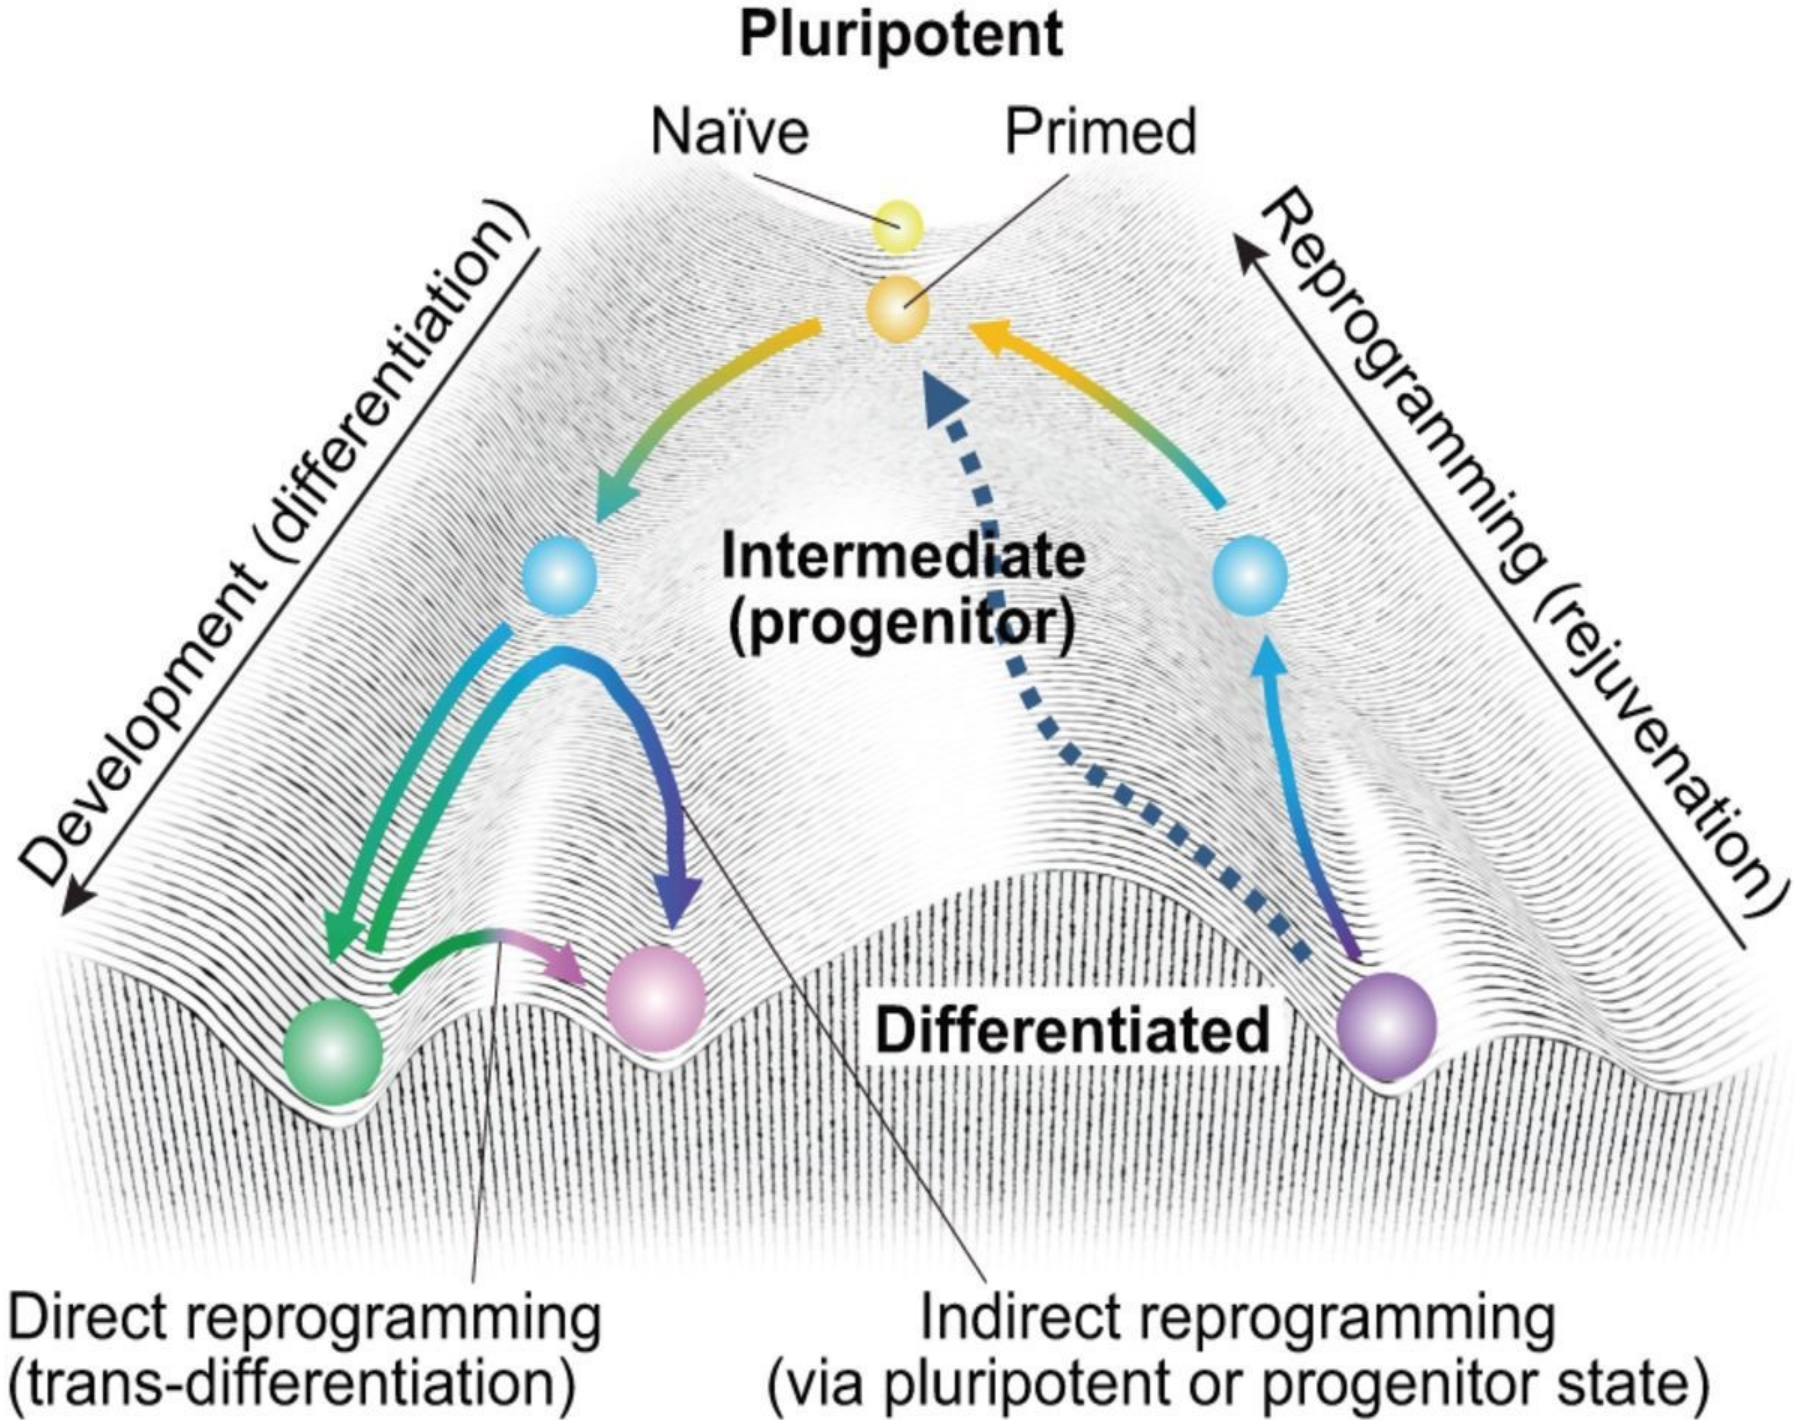 Pluripotent
Naïve
Primed
Development (differentiation)
Reprogramming (rejuvenation)
Intermediate
(progenitor)
Differentiated
Direct reprogramming
(trans-differentiation)
Indirect reprogramming
(via pluripotent or progenitor state)